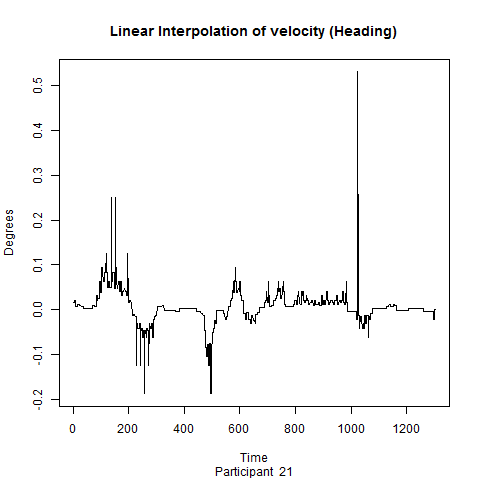 Linear Interpolation of velocity (Heading)
Degrees
0.5
0.4
0.3
0.2
0.1
0.0
-0.1
-0.2
0 200 400 600 800 1000 1200
Time
Participant 21